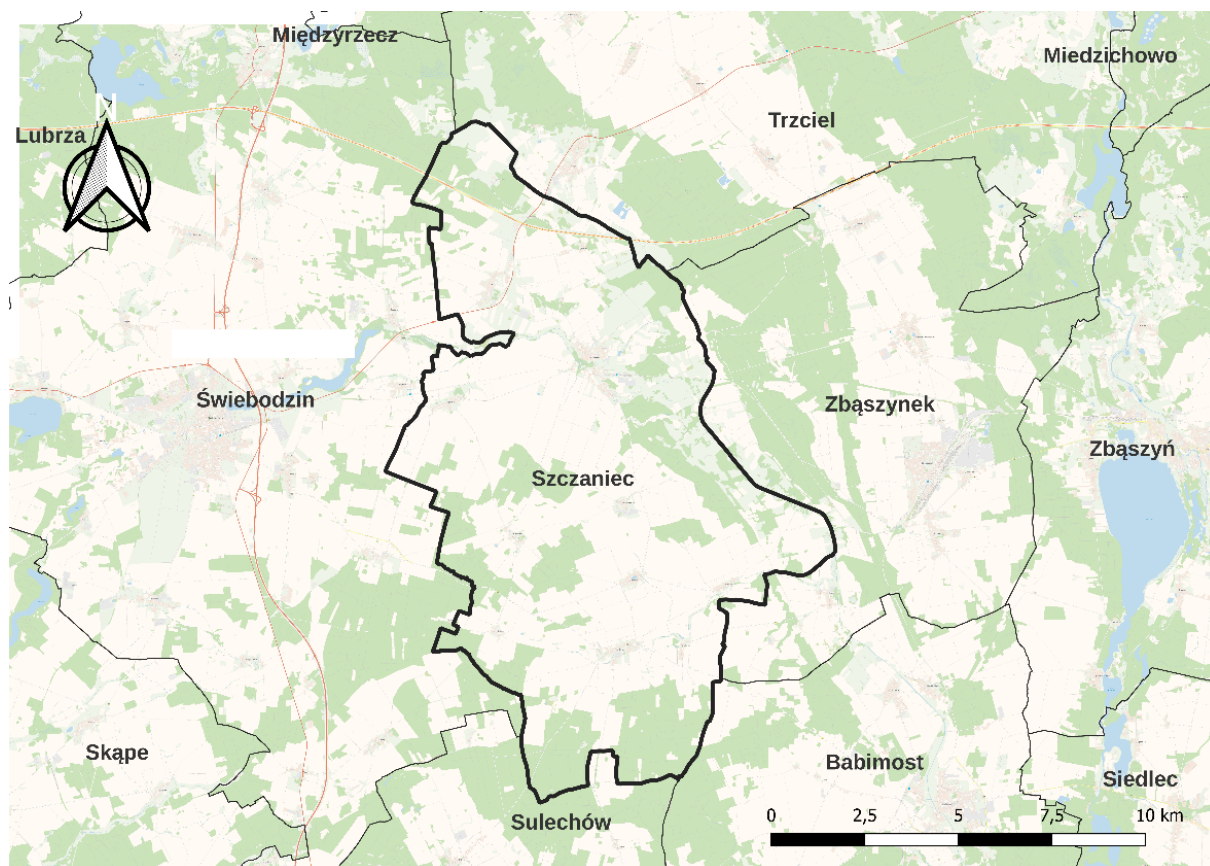 Międzyrzecz
Miedzichowo
N
Lubrza
Trzciel
Świebodzin
Zbąszynek
Zbąszyń
Szczaniec
Skąpe
Babimost
Siedlec
Sulechów
0 2,5 5 7,5 10 km